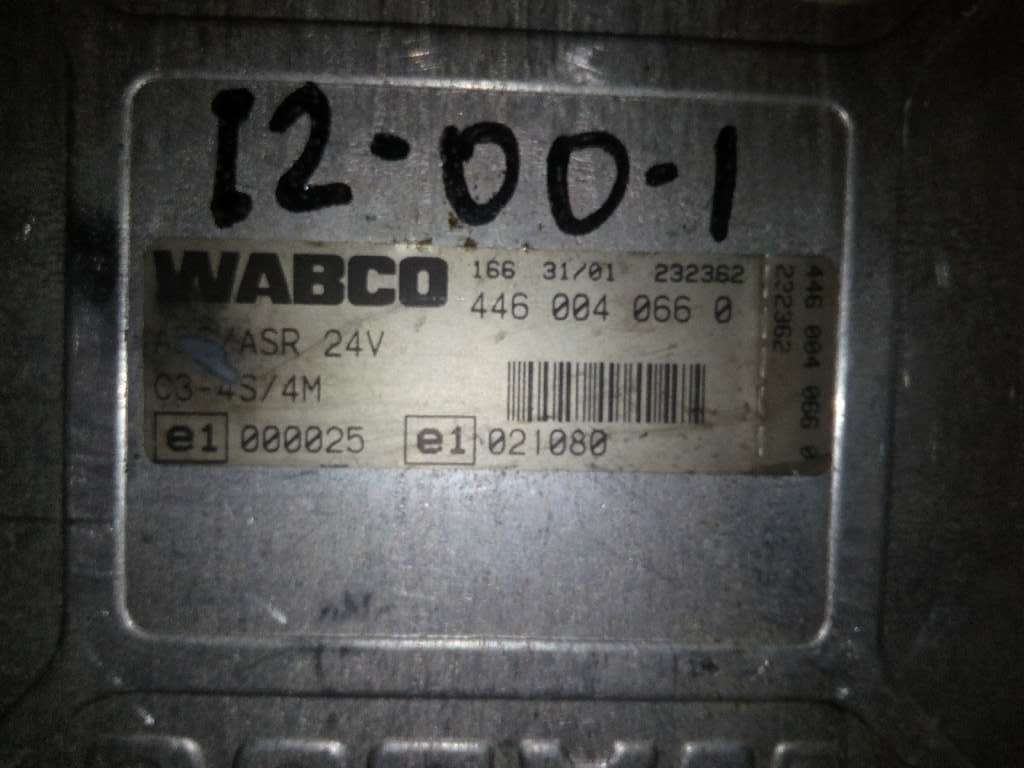 I2-00-1
WABCO 166 31/01 232362
446 004 066 0
/ASR 24V
C3-4S/4M
e1 000025 e1 021080
446 004 066 0
232362